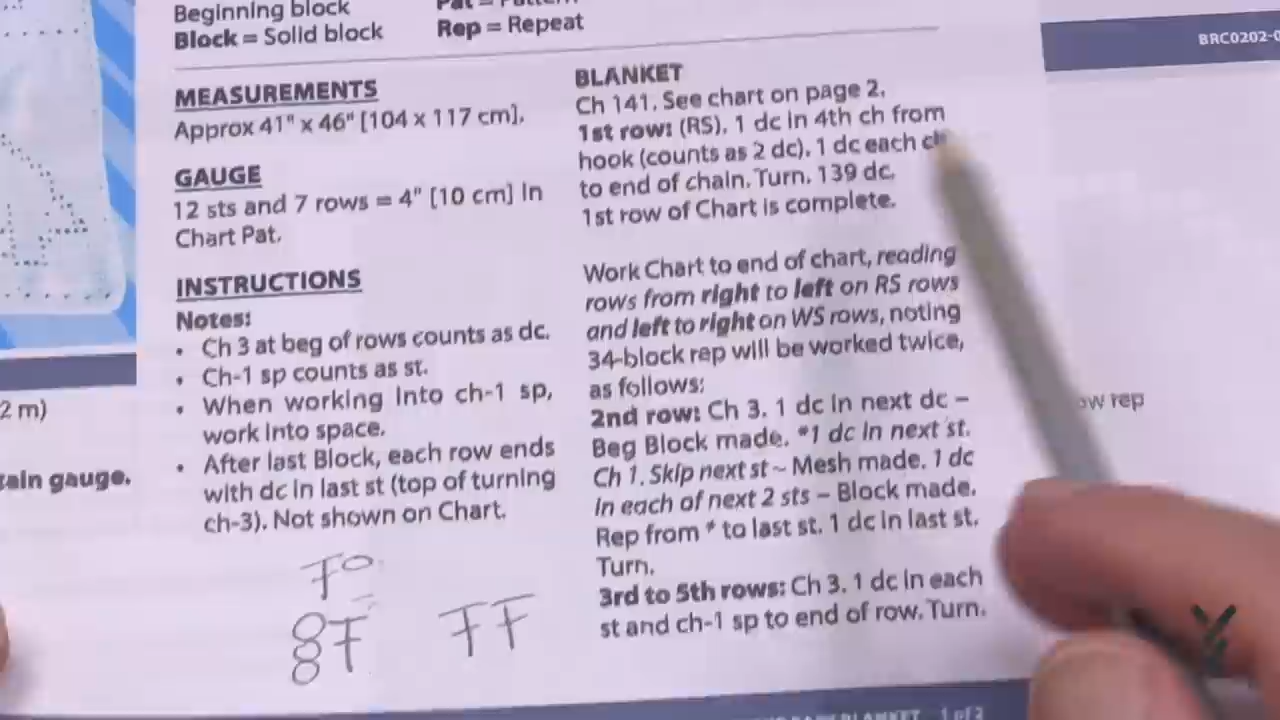 Beginning block
Block = Solid block
Rep = Repeat
BRC0202-0
MEASUREMENTS
Approx 41" x 46" [104 x 117 cm].
GAUGE
12 sts and 7 rows = 4" [10 cm] in
Chart Pat.
INSTRUCTIONS
Notes:
• Ch 3 at beg of rows counts as dc.
• Ch-1 sp counts as st.
• When working into ch-1 sp,
work into space.
• After last Block, each row ends
with dc in last st (top of turning
ch-3). Not shown on Chart.
BLANKET
Ch 141. See chart on page 2.
1st row: (RS). 1 dc in 4th ch from
hook (counts as 2 dc). 1 dc each ch
to end of chain. Turn. 139 dc.
1st row of Chart is complete.
Work Chart to end of chart, reading
rows from right to left on RS rows
and left to right on WS rows, noting
34-block rep will be worked twice,
as follows:
2nd row: Ch 3. 1 dc in next dc –
Beg Block made. *1 dc in next st.
Ch 1. Skip next st – Mesh made. 1 dc
in each of next 2 sts – Block made.
Rep from * to last st. 1 dc in last st.
Turn.
3rd to 5th rows: Ch 3. 1 dc in each
st and ch-1 sp to end of row. Turn.
2 m)
gauge.
rep
BLANKET 1 of 2